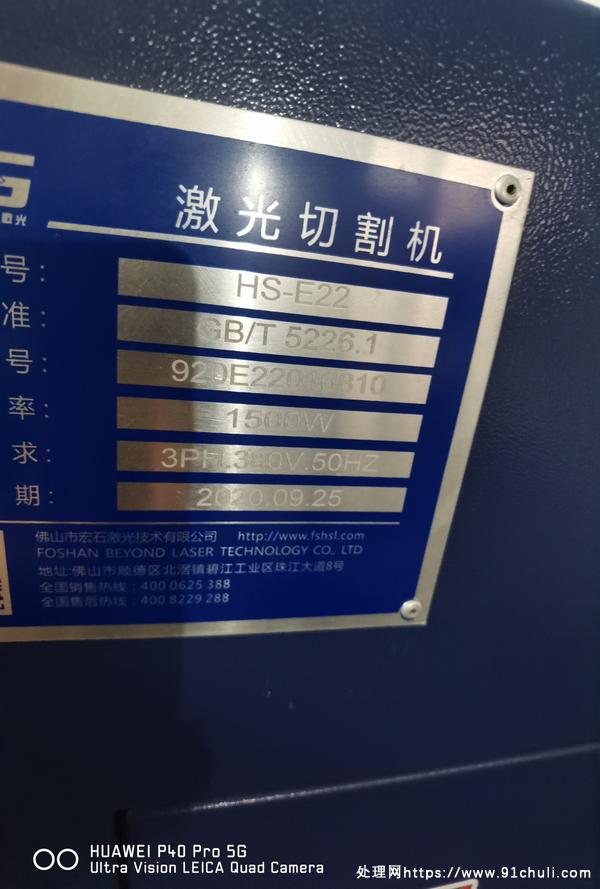 激光
激光切割机
号: HS-E22
准: GB/T 5226.1
号:
率: 1500W
求: 3PH.380V.50HZ
期: 2020.09.25
佛山市宏石激光技术有限公司 http://www.fshsl.com
FOSHAN BEYOND LASER TECHNOLOGY CO., LTD
地址:佛山市顺德区北滘镇碧江工业区珠江大道8号
全国销售热线: 400 0625 388
全国售后热线: 400 8229 288
HUAWEI P40 Pro 5G
Ultra Vision LEICA Quad Camera
处理网https://www.91chuli.com